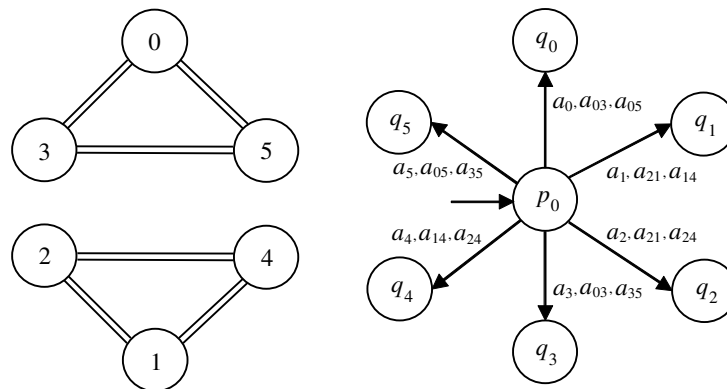 0
3
5
2
4
1
q0
q5
q1
a0, a03, a05
a5, a05, a35
a1, a21, a14
p0
a4, a14, a24
a2, a21, a24
a3, a03, a35
q4
q2
q3